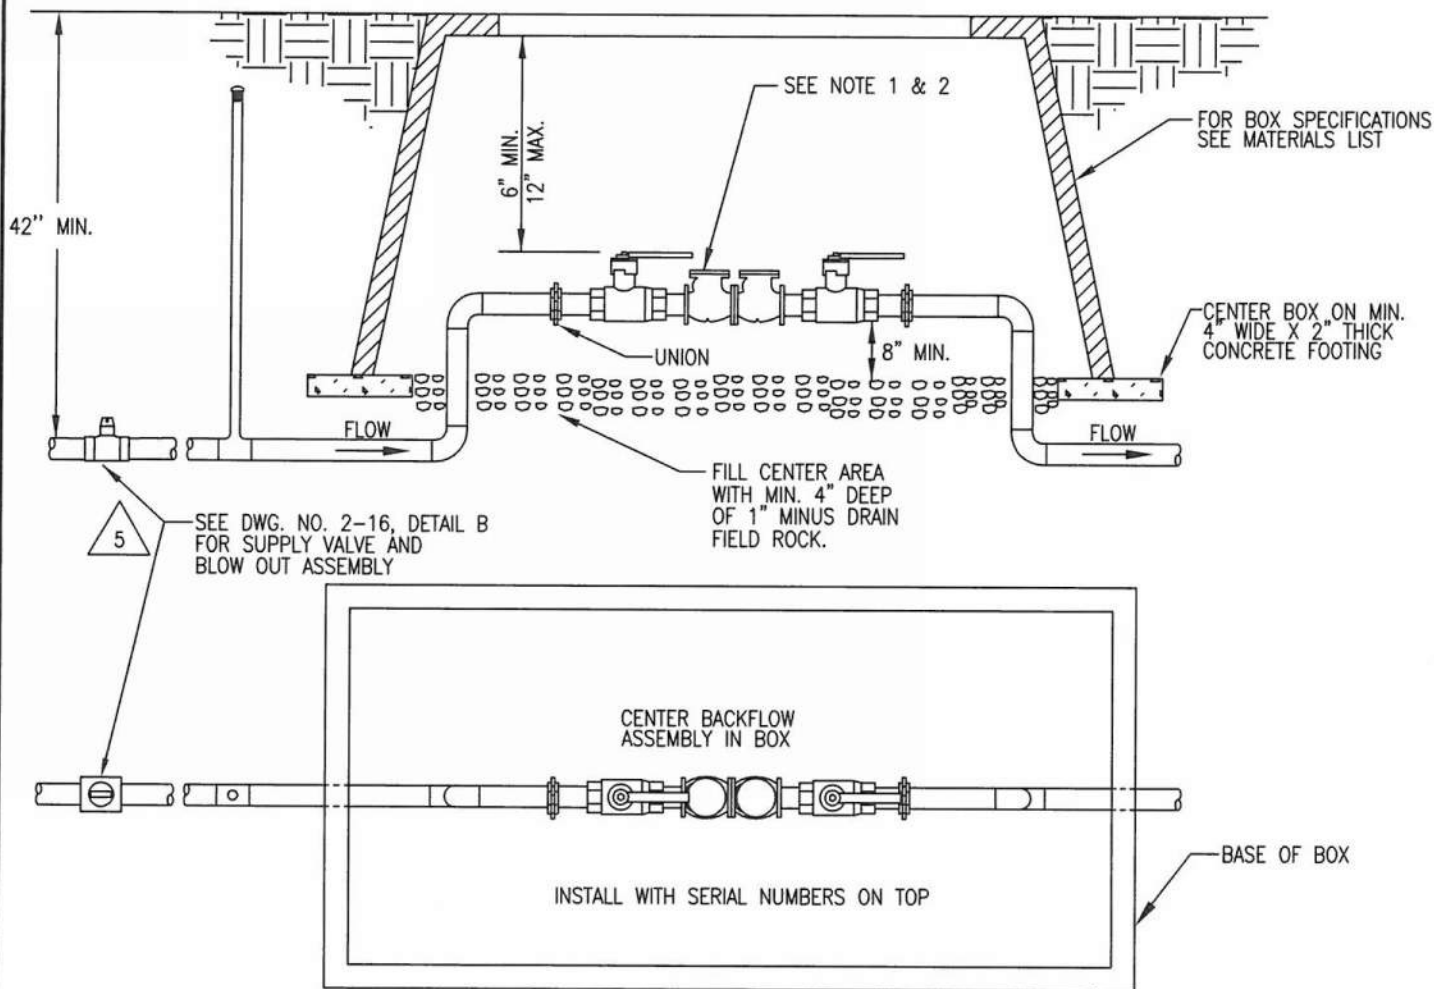 SEE NOTE 1 & 2
FOR BOX SPECIFICATIONS
SEE MATERIALS LIST
6" MIN.
12" MAX.
42" MIN.
CENTER BOX ON MIN.
4" WIDE X 2" THICK
CONCRETE FOOTING
UNION
8" MIN.
FLOW
FLOW
FILL CENTER AREA
WITH MIN. 4" DEEP
OF 1" MINUS DRAIN
FIELD ROCK.
5
SEE DWG. NO. 2-16, DETAIL B
FOR SUPPLY VALVE AND
BLOW OUT ASSEMBLY
CENTER BACKFLOW
ASSEMBLY IN BOX
BASE OF BOX
INSTALL WITH SERIAL NUMBERS ON TOP